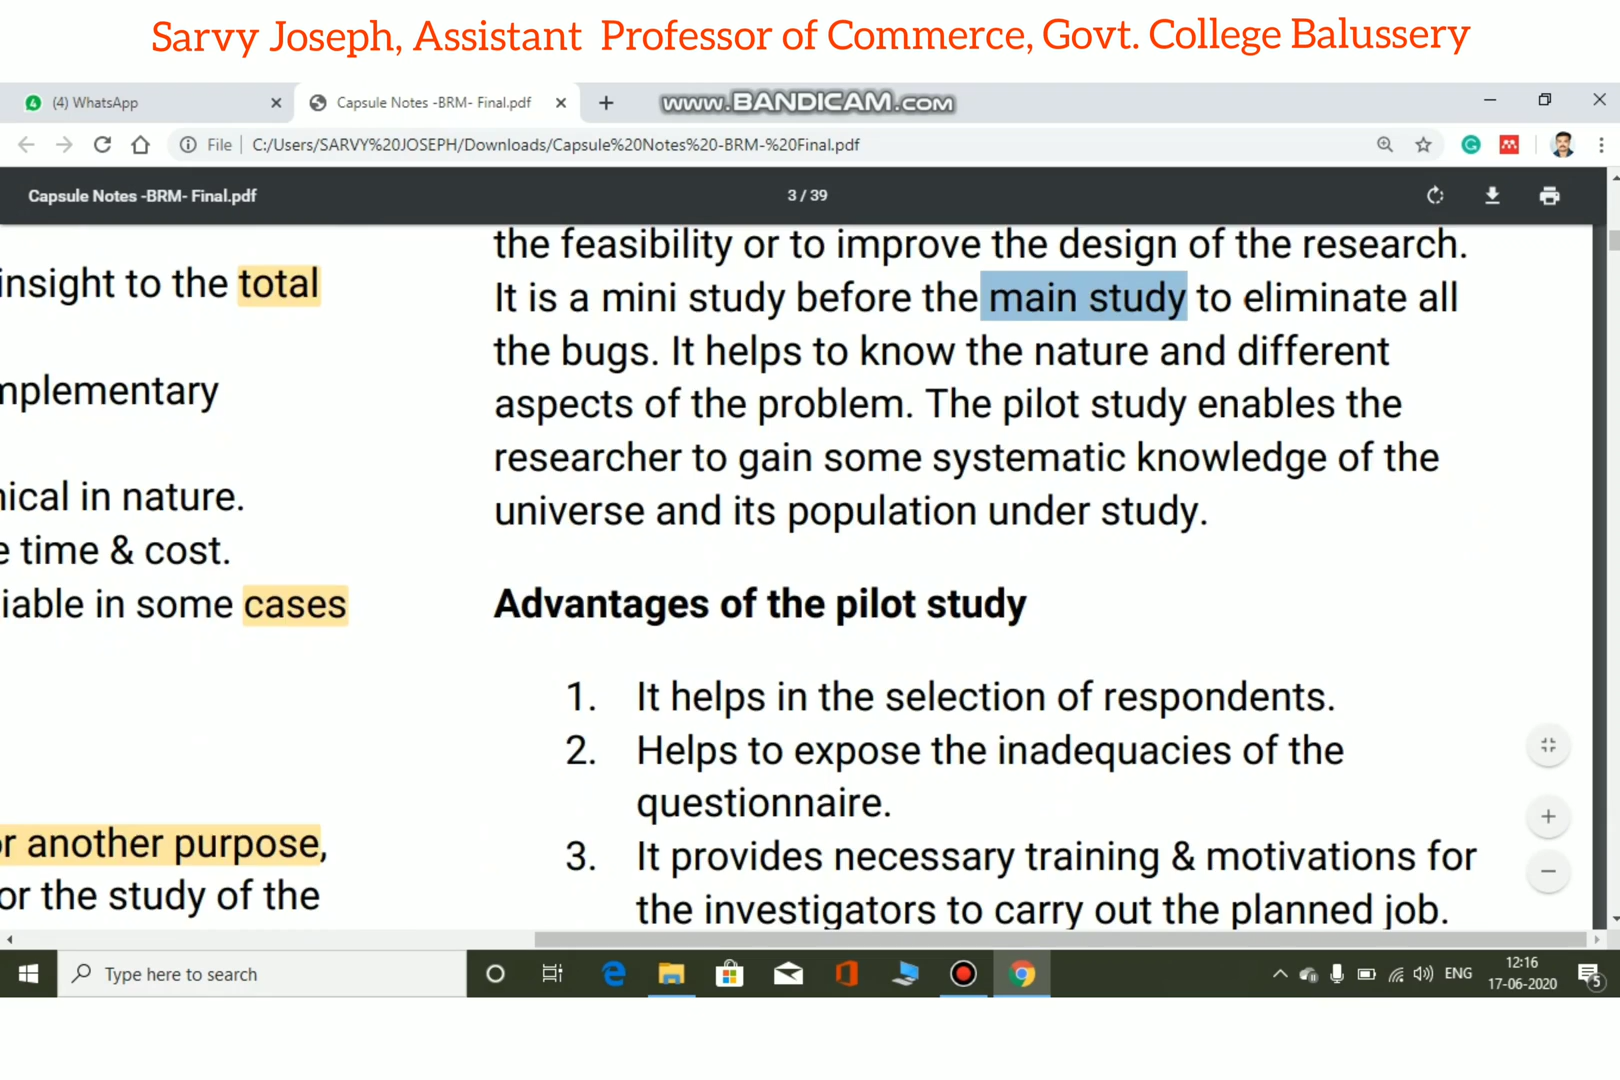 Sarvy Joseph, Assistant Professor of Commerce, Govt. College Balussery
(4) WhatsApp
Capsule Notes -BRM- Final.pdf
www.BANDICAM.com
File
C:/Users/SARVY%20JOSEPH/Downloads/Capsule%20Notes%20-BRM-%20Final.pdf
Capsule Notes -BRM- Final.pdf
3 / 39
insight to the total
mplementary
nical in nature.
e time & cost.
iable in some cases
or another purpose,
or the study of the
the feasibility or to improve the design of the research.
It is a mini study before the main study to eliminate all
the bugs. It helps to know the nature and different
aspects of the problem. The pilot study enables the
researcher to gain some systematic knowledge of the
universe and its population under study.
Advantages of the pilot study
1. It helps in the selection of respondents.
2. Helps to expose the inadequacies of the
questionnaire.
3. It provides necessary training & motivations for
the investigators to carry out the planned job.
Type here to search
ENG
12:16
17-06-2020
5